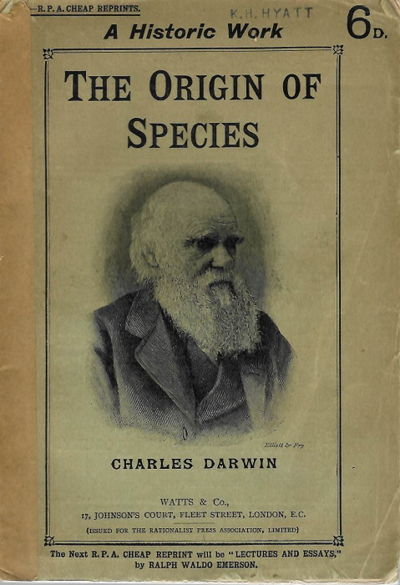 —R. P. A. CHEAP REPRINTS.
K.H. HYATT
A Historic Work
6D.
THE ORIGIN OF
SPECIES
Elliott & Fry
CHARLES DARWIN
WATTS & Co.,
17, JOHNSON'S COURT, FLEET STREET, LONDON, E.C.
(ISSUED FOR THE RATIONALIST PRESS ASSOCIATION, LIMITED)
The Next R. P. A. CHEAP REPRINT will be "LECTURES AND ESSAYS,"
by RALPH WALDO EMERSON.